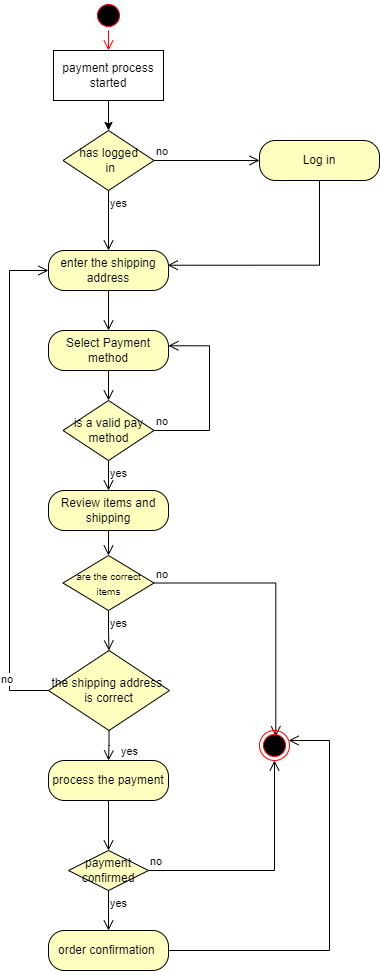 payment process
started
has logged
in
no
Log in
yes
enter the shipping
address
Select Payment
method
is a valid pay
method
no
yes
Review items and
shipping
are the correct
items
no
yes
the shipping address
is correct
no
yes
process the payment
payment
confirmed
no
yes
order confirmation